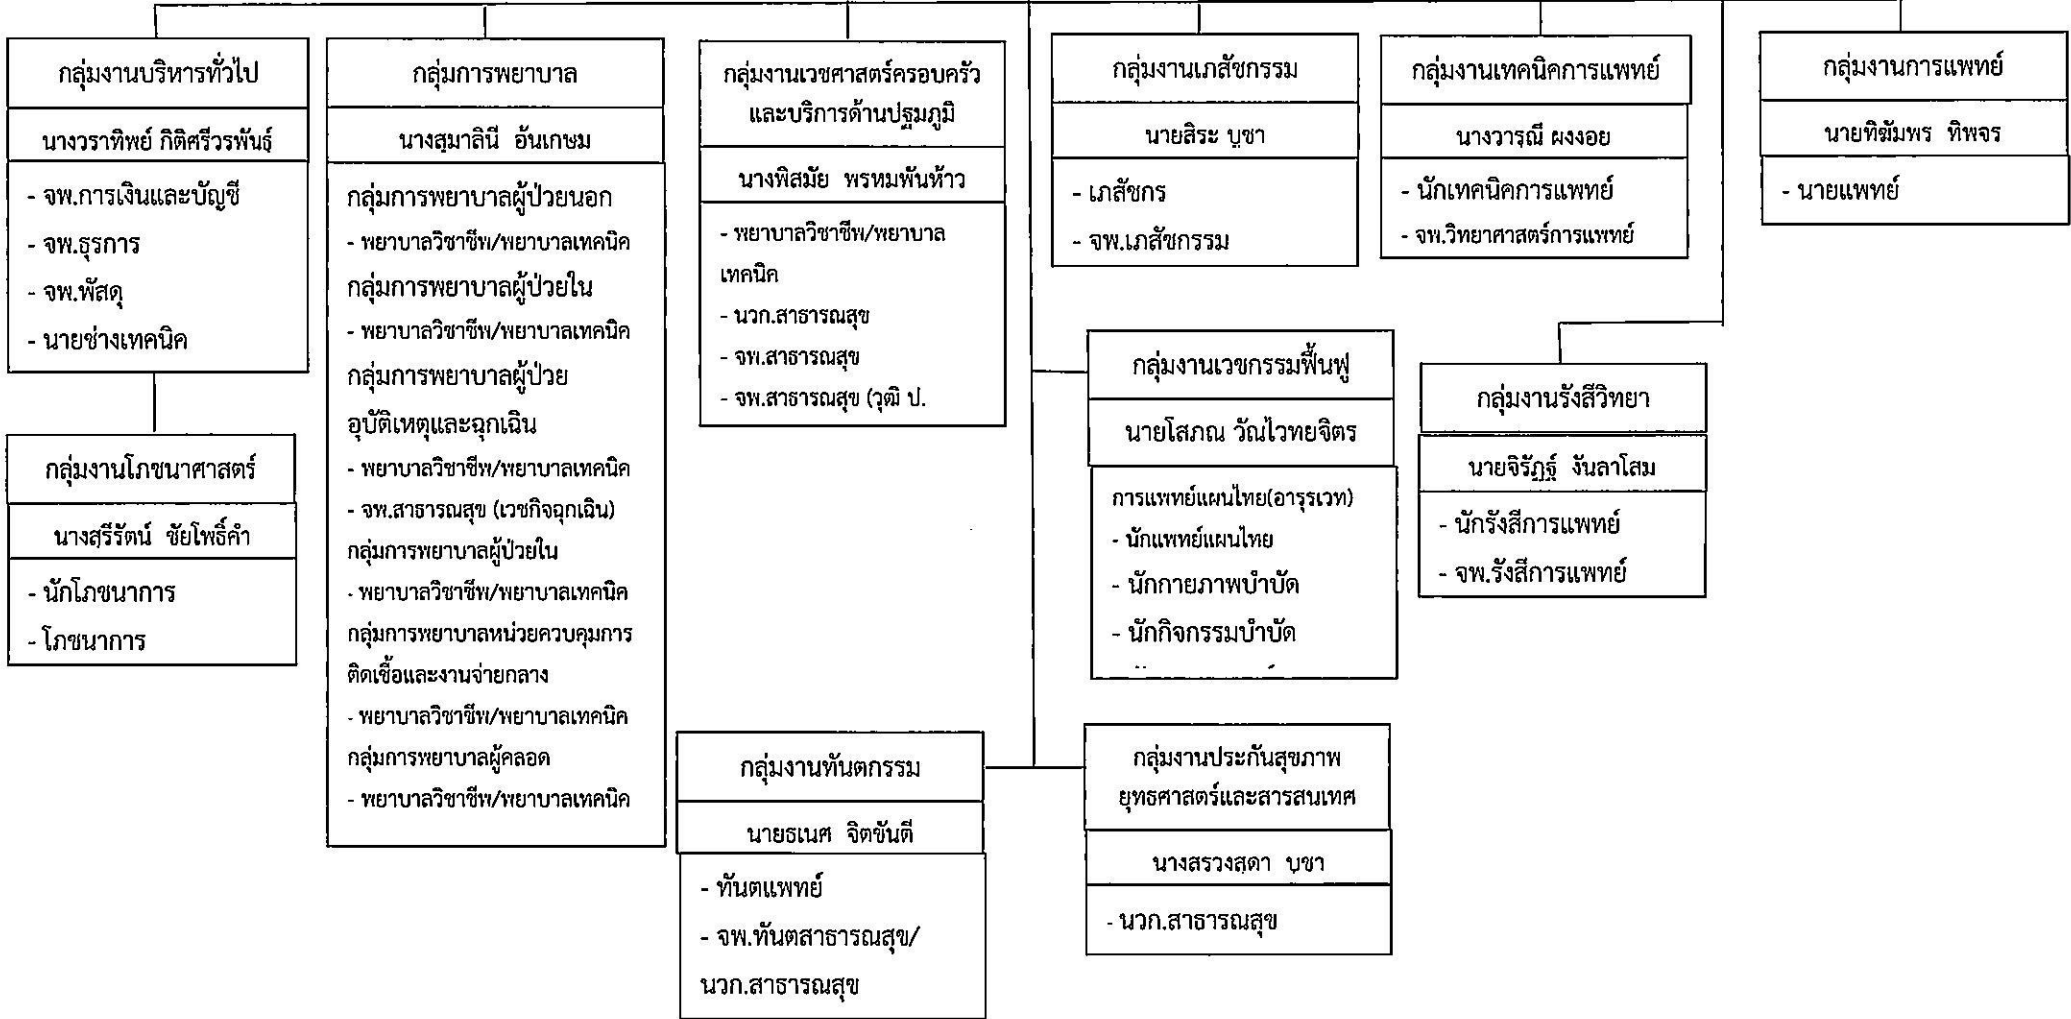 กลุ่มงานบริหารทั่วไป
นางวราทิพย์ กิติศรีวรพันธุ์
- จพ.การเงินและบัญชี
- จพ.ธุรการ
- จพ.พัสดุ
- นายช่างเทคนิค
กลุ่มงานโภชนาศาสตร์
นางสุรีรัตน์ ชัยโพธิ์คำ
- นักโภชนาการ
- โภชนาการ
กลุ่มการพยาบาล
นางสุมาลินี อันเกษม
กลุ่มการพยาบาลผู้ป่วยนอก
- พยาบาลวิชาชีพ/พยาบาลเทคนิค
กลุ่มการพยาบาลผู้ป่วยใน
- พยาบาลวิชาชีพ/พยาบาลเทคนิค
กลุ่มการพยาบาลผู้ป่วย
อุบัติเหตุและฉุกเฉิน
- พยาบาลวิชาชีพ/พยาบาลเทคนิค
- จพ.สาธารณสุข (เวชกิจฉุกเฉิน)
กลุ่มการพยาบาลผู้ป่วยใน
- พยาบาลวิชาชีพ/พยาบาลเทคนิค
กลุ่มการพยาบาลหน่วยควบคุมการ
ติดเชื้อและงานจ่ายกลาง
- พยาบาลวิชาชีพ/พยาบาลเทคนิค
กลุ่มการพยาบาลผู้คลอด
- พยาบาลวิชาชีพ/พยาบาลเทคนิค
กลุ่มงานเวชศาสตร์ครอบครัว
และบริการด้านปฐมภูมิ
นางพิสมัย พรหมพันห้าว
- พยาบาลวิชาชีพ/พยาบาล
เทคนิค
- นวก.สาธารณสุข
- จพ.สาธารณสุข
- จพ.สาธารณสุข (วุฒิ ป.
กลุ่มงานเภสัชกรรม
นายสิระ บูชา
- เภสัชกร
- จพ.เภสัชกรรม
กลุ่มงานเทคนิคการแพทย์
นางวารุณี ผงงอย
- นักเทคนิคการแพทย์
- จพ.วิทยาศาสตร์การแพทย์
กลุ่มงานการแพทย์
นายทิฆัมพร ทิพจร
- นายแพทย์
กลุ่มงานเวชกรรมฟื้นฟู
นายโสภณ วัณไวทยจิตร
การแพทย์แผนไทย(อารุรเวท)
- นักแพทย์แผนไทย
- นักกายภาพบำบัด
- นักกิจกรรมบำบัด
กลุ่มงานรังสีวิทยา
นายจิรัฏฐ์ งันลาโสม
- นักรังสีการแพทย์
- จพ.รังสีการแพทย์
กลุ่มงานทันตกรรม
นายธเนศ จิตขันตี
- ทันตแพทย์
- จพ.ทันตสาธารณสุข/
นวก.สาธารณสุข
กลุ่มงานประกันสุขภาพ
ยุทธศาสตร์และสารสนเทศ
นางสรวงสุดา บูชา
- นวก.สาธารณสุข